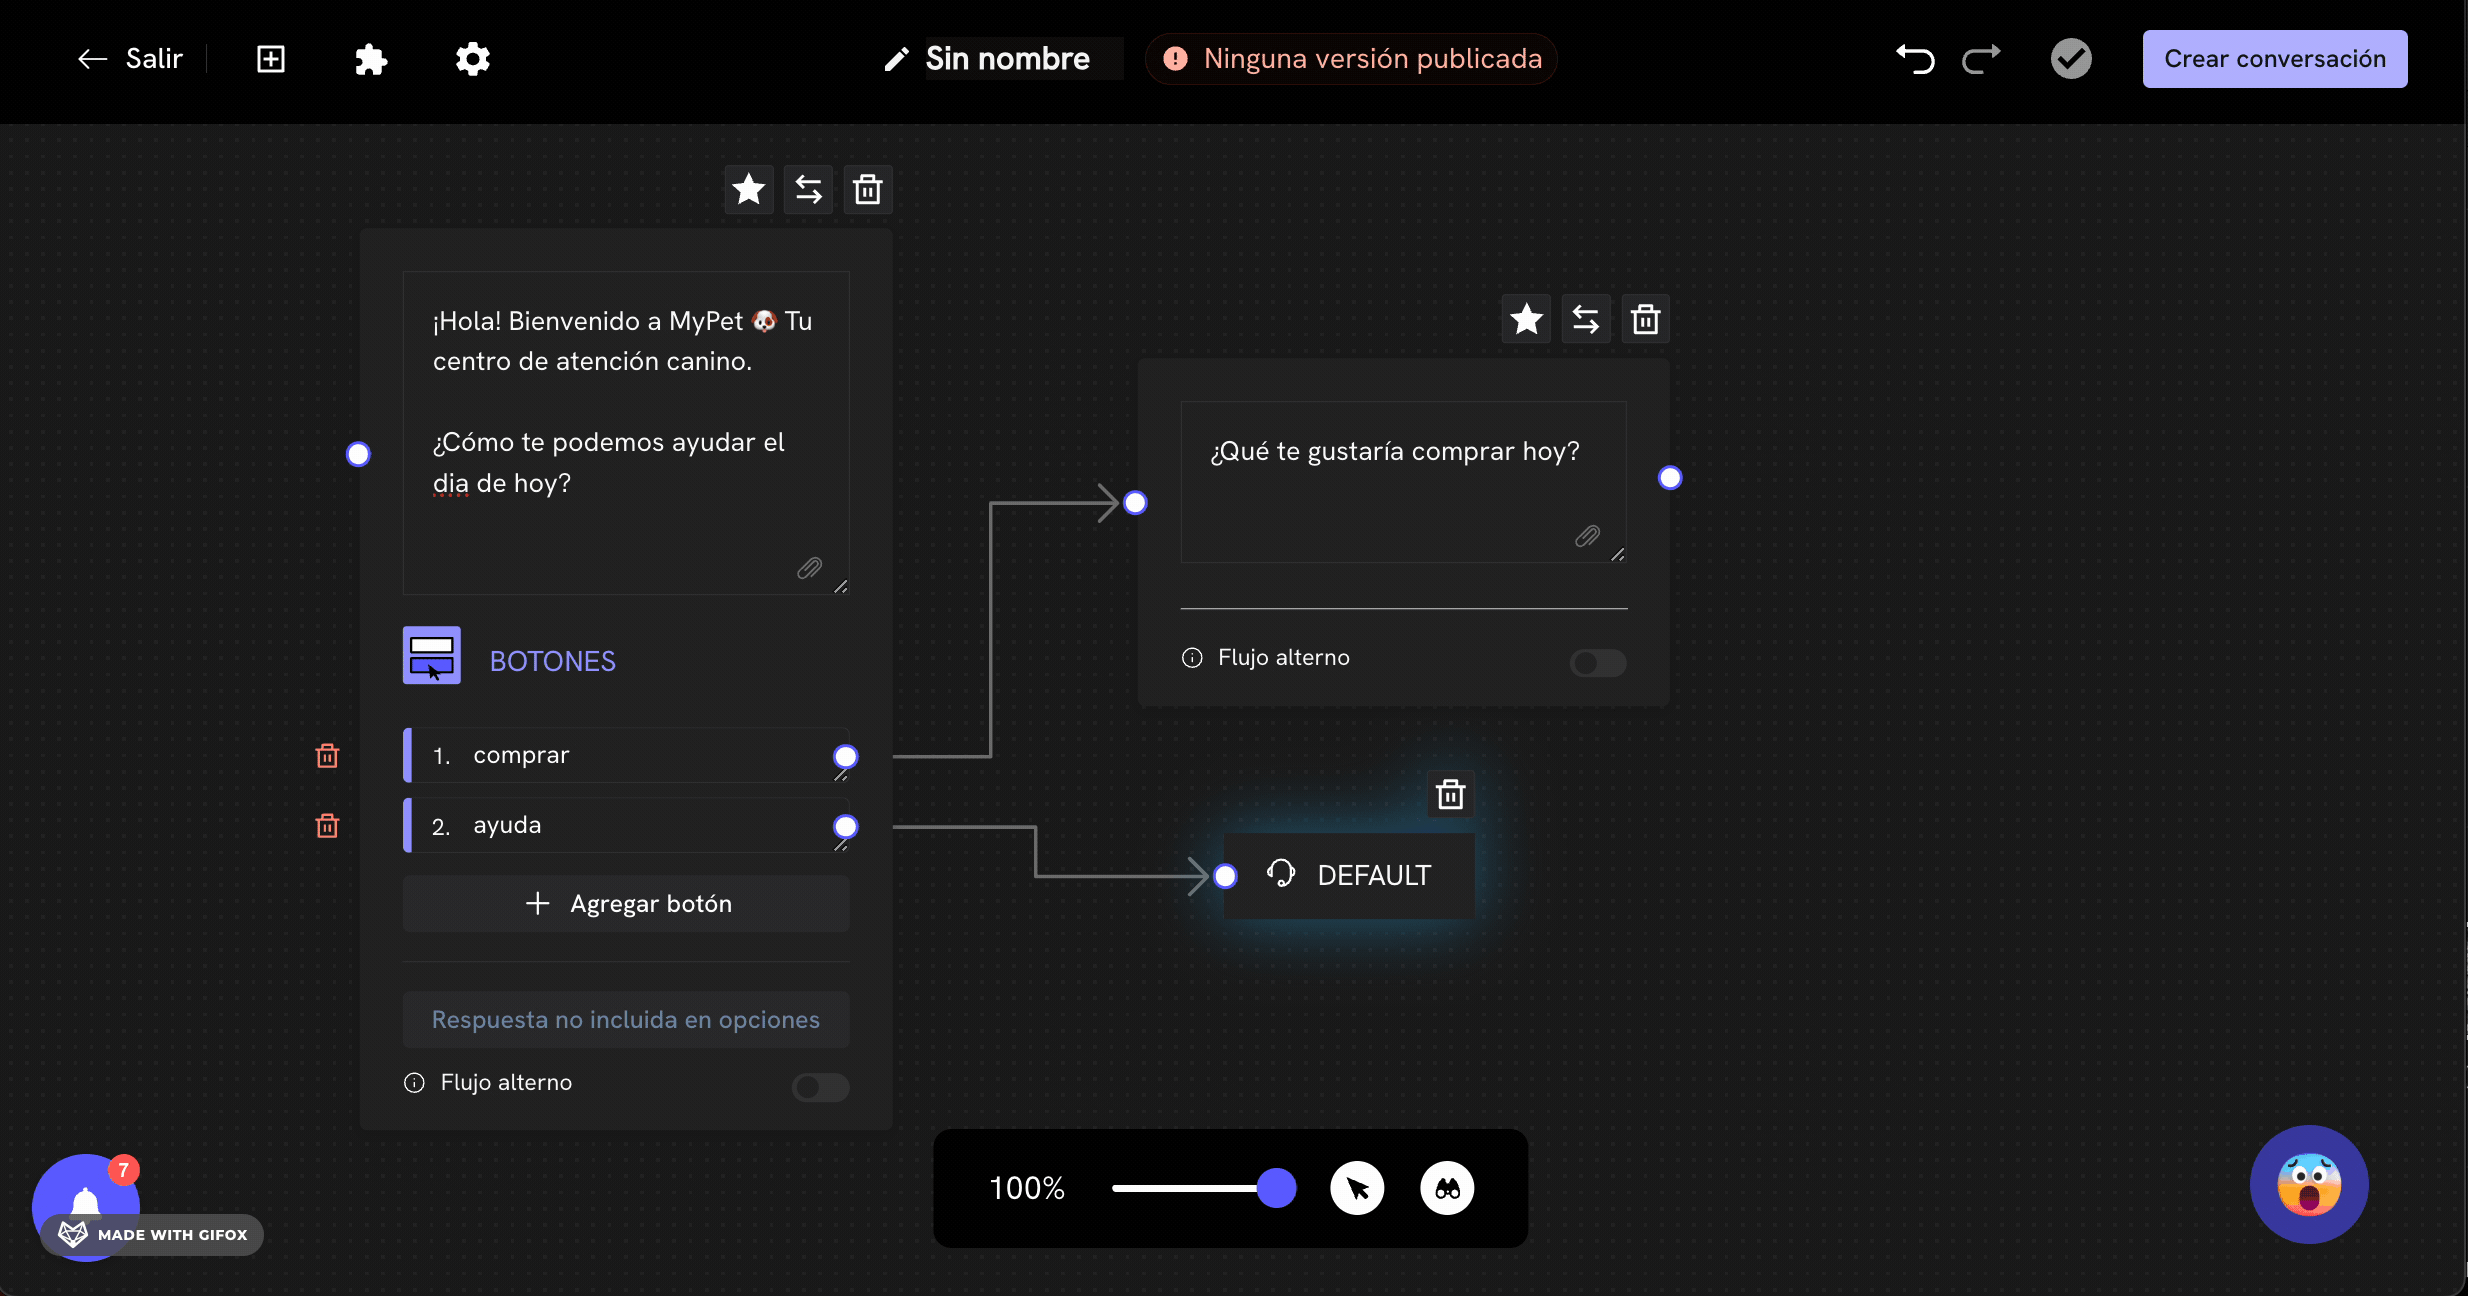 Salir
Sin nombre
Ninguna versión publicada
Crear conversación
¡Hola! Bienvenido a MyPet 🐶 Tu
centro de atención canino.
¿Cómo te podemos ayudar el
dia de hoy?
BOTONES
1. comprar
2. ayuda
Agregar botón
Respuesta no incluida en opciones
Flujo alterno
¿Qué te gustaría comprar hoy?
Flujo alterno
DEFAULT
100%
7
MADE WITH GIFOX